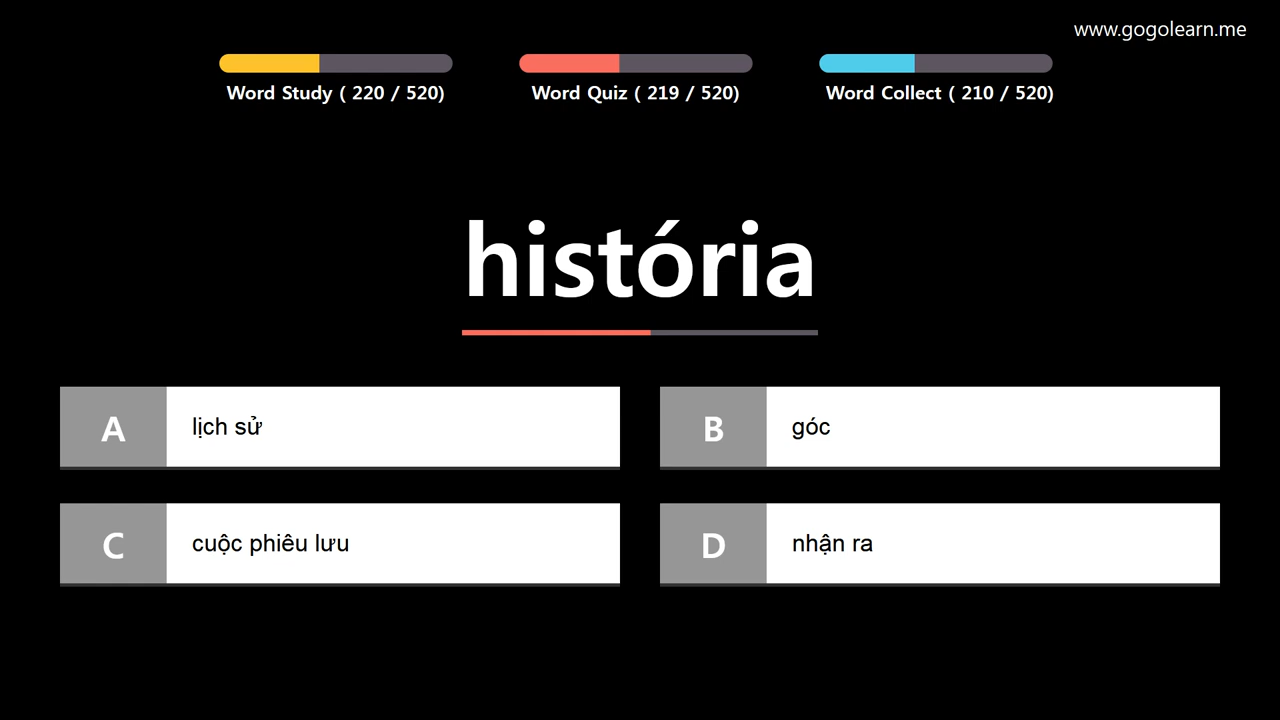 www.gogolearn.me
Word Study ( 220 / 520)
Word Quiz ( 219 / 520)
Word Collect ( 210 / 520)
história
A
lịch sử
B
góc
C
cuộc phiêu lưu
D
nhận ra